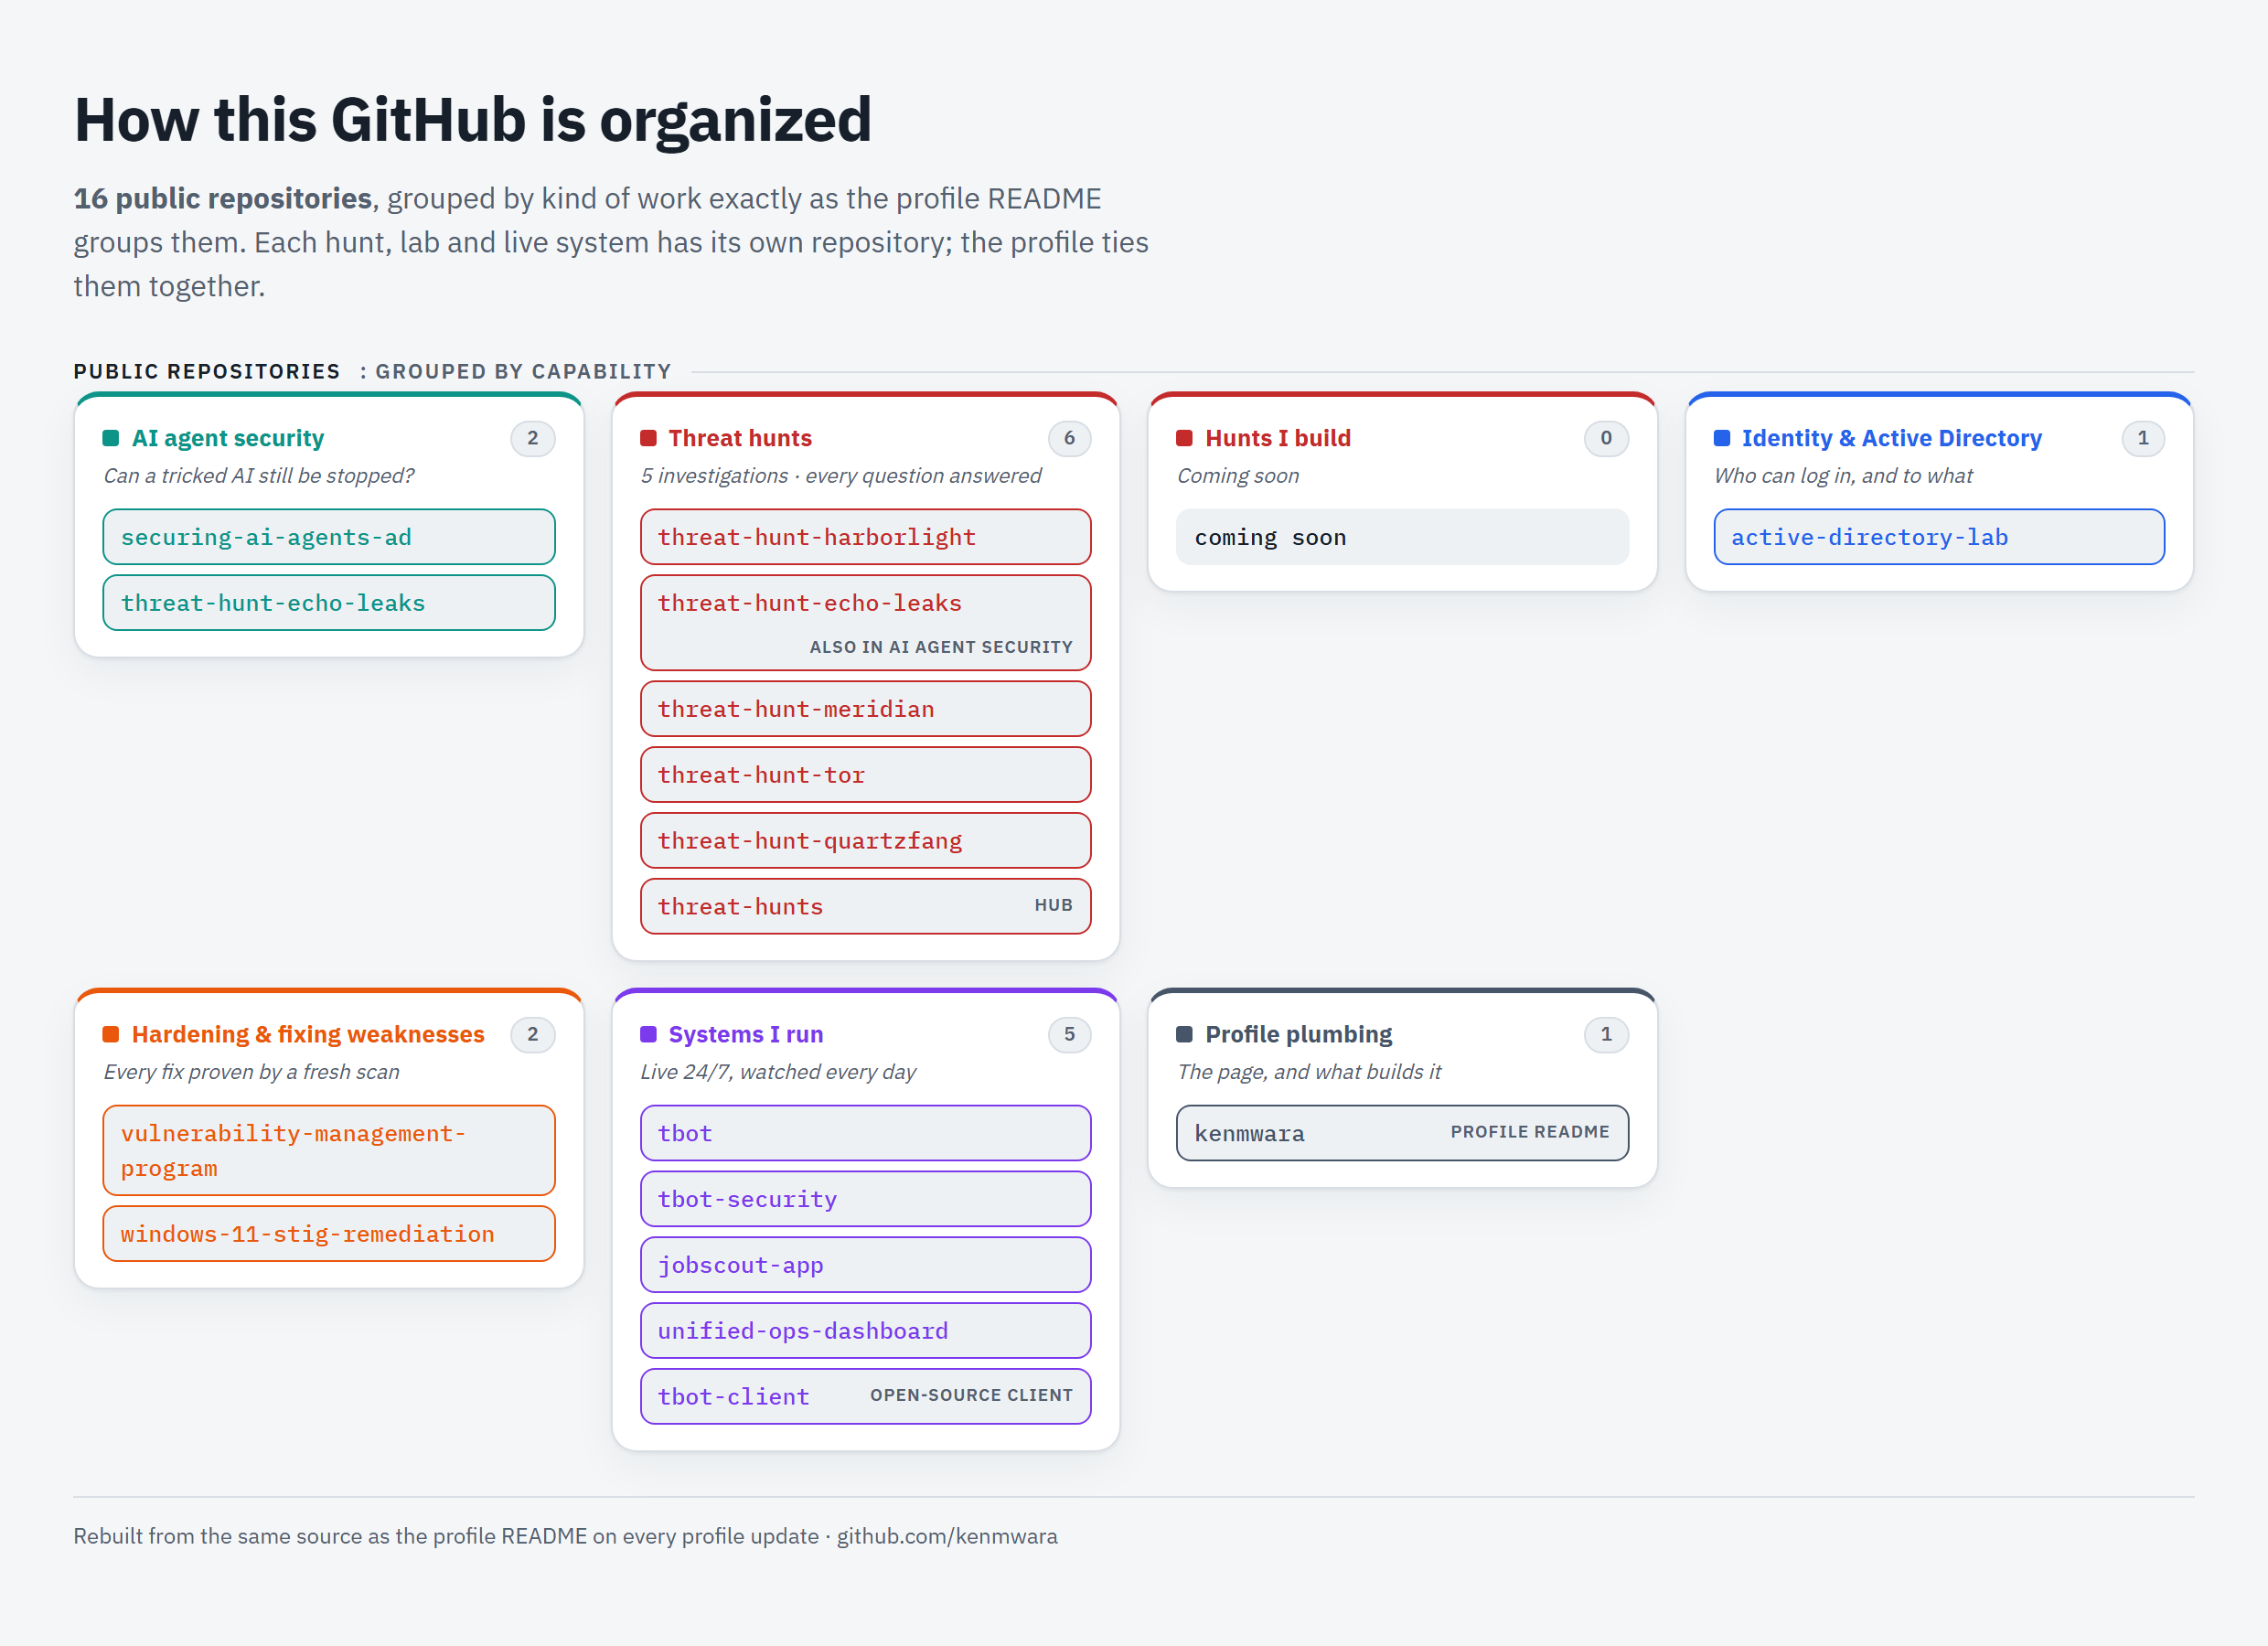 How this GitHub is organized
16 public repositories, grouped by kind of work exactly as the profile README
groups them. Each hunt, lab and live system has its own repository; the profile ties
them together.
PUBLIC REPOSITORIES : GROUPED BY CAPABILITY
AI agent security 2
Can a tricked AI still be stopped?
securing-ai-agents-ad
threat-hunt-echo-leaks
Threat hunts 6
5 investigations · every question answered
threat-hunt-harborlight
threat-hunt-echo-leaks
ALSO IN AI AGENT SECURITY
threat-hunt-meridian
threat-hunt-tor
threat-hunt-quartzfang
threat-hunts HUB
Hunts I build 0
Coming soon
coming soon
Identity & Active Directory 1
Who can log in, and to what
active-directory-lab
Hardening & fixing weaknesses 2
Every fix proven by a fresh scan
vulnerability-management-
program
windows-11-stig-remediation
Systems I run 5
Live 24/7, watched every day
tbot
tbot-security
jobscout-app
unified-ops-dashboard
tbot-client OPEN-SOURCE CLIENT
Profile plumbing 1
The page, and what builds it
kenmwara PROFILE README
Rebuilt from the same source as the profile README on every profile update · github.com/kenmwara